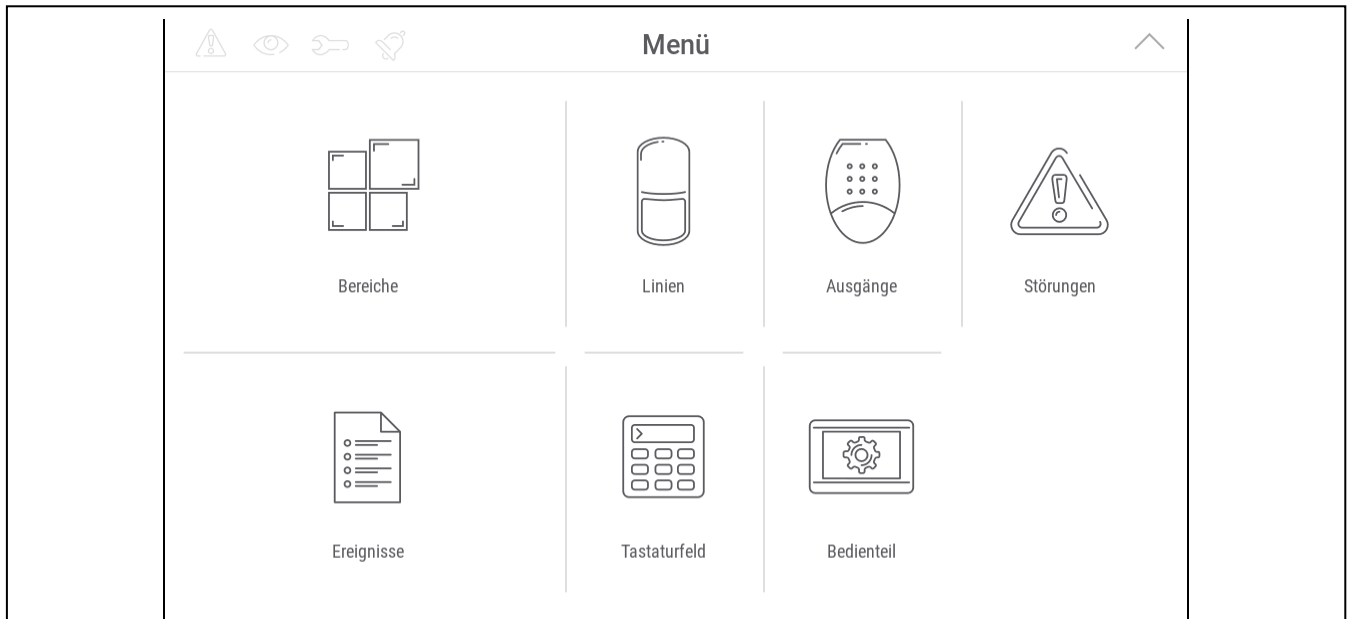 Menü
Bereiche
Linien
Ausgänge
Störungen
Ereignisse
Tastaturfeld
Bedienteil